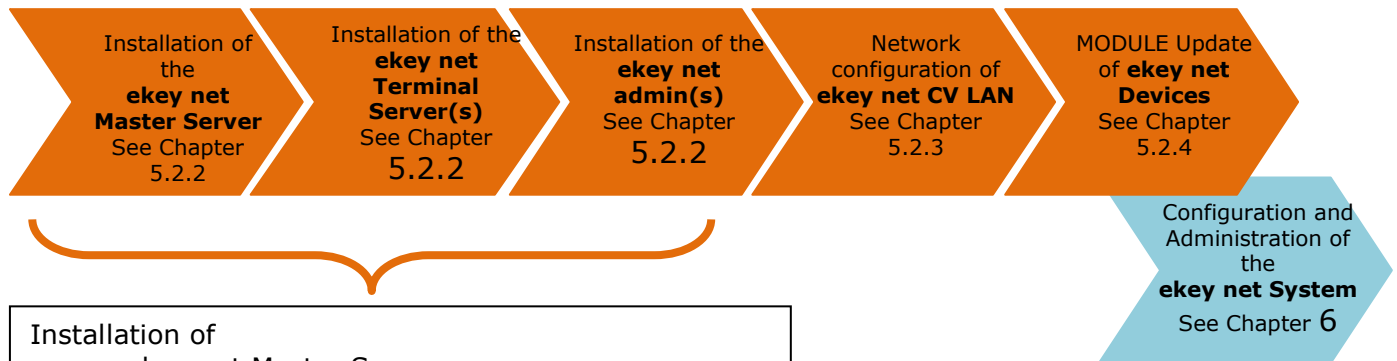 Installation of
the
ekey net
Master Server
See Chapter
5.2.2
Installation of the
ekey net
Terminal
Server(s)
See Chapter
5.2.2
Installation of the
ekey net
admin(s)
See Chapter
5.2.2
Network
configuration of
ekey net CV LAN
See Chapter
5.2.3
MODULE Update
of ekey net
Devices
See Chapter
5.2.4
Configuration and
Administration of
the
ekey net System
See Chapter 6
Installation of